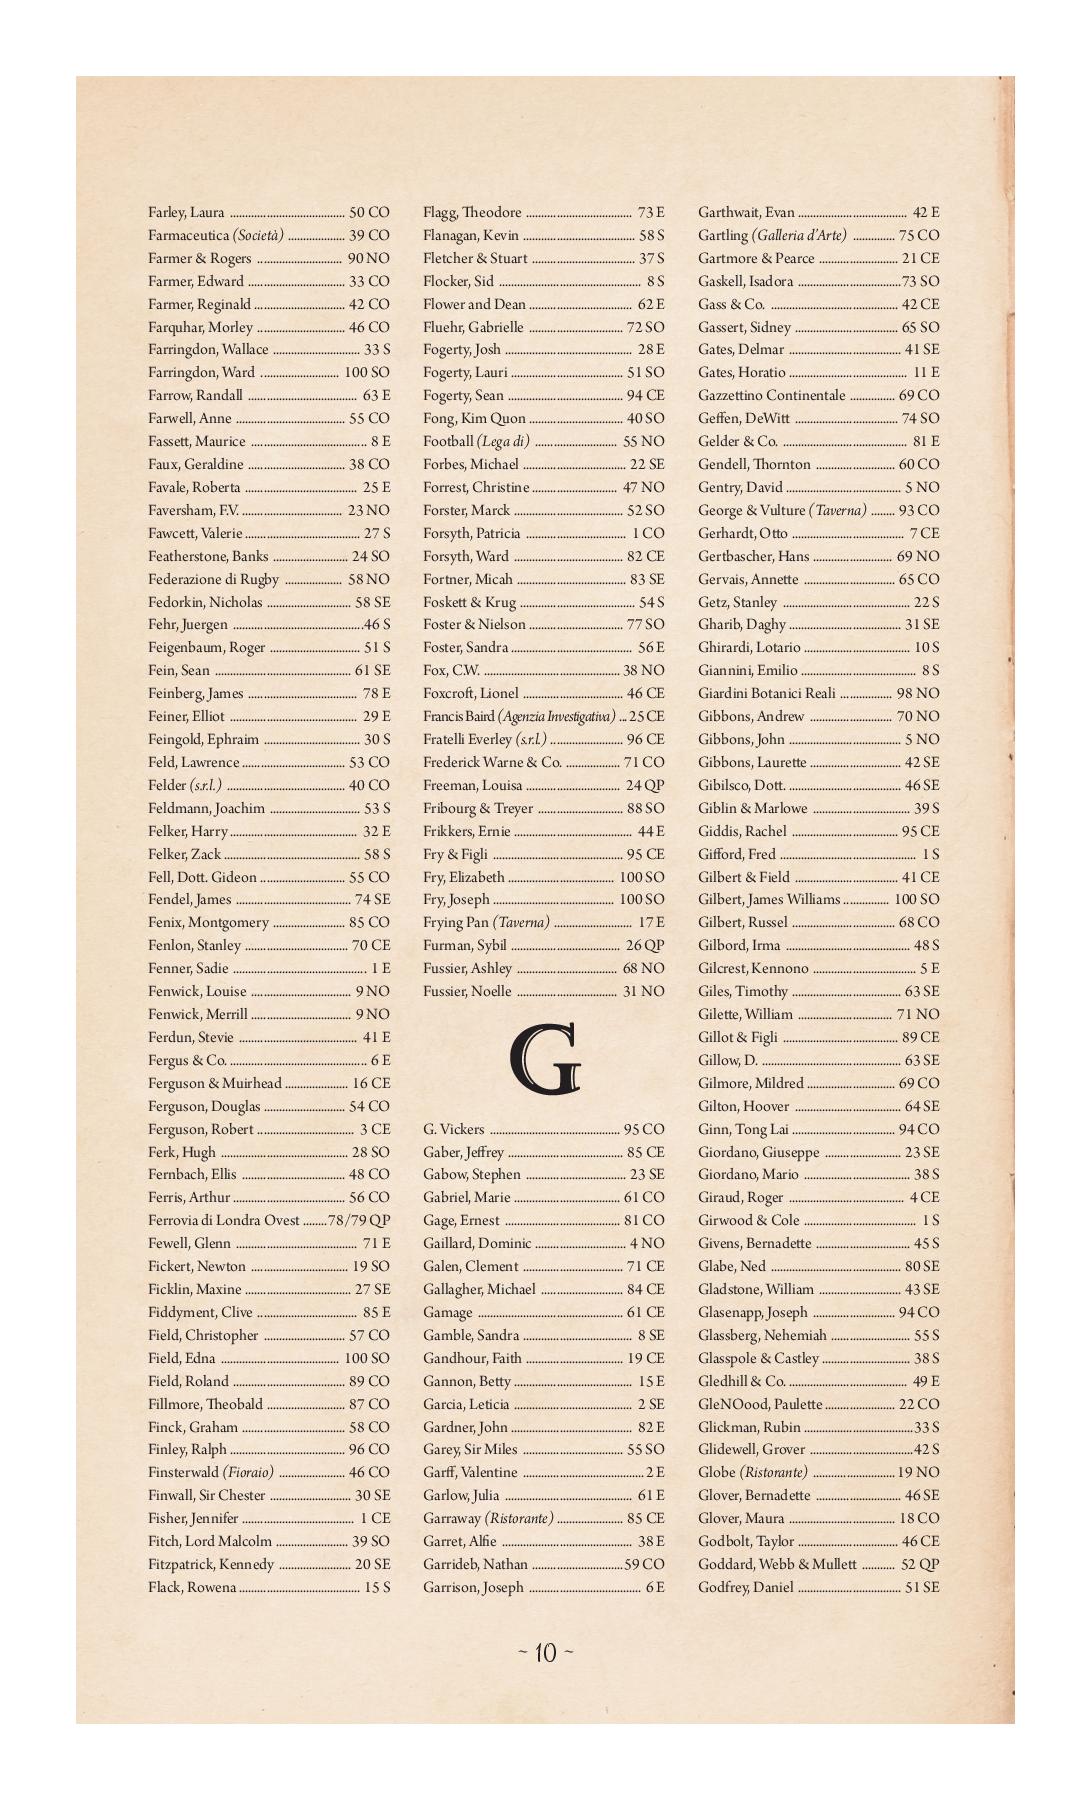 Farley, Laura ..... 50 CO
Farmaceutica (Società) ..... 39 CO
Farmer & Rogers ..... 90 NO
Farmer, Edward ..... 33 CO
Farmer, Reginald ..... 42 CO
Farquhar, Morley ..... 46 CO
Farringdon, Wallace ..... 33 S
Farringdon, Ward ..... 100 SO
Farrow, Randall ..... 63 E
Farwell, Anne ..... 55 CO
Fassett, Maurice ..... 8 E
Faux, Geraldine ..... 38 CO
Favale, Roberta ..... 25 E
Faversham, F.V. ..... 23 NO
Fawcett, Valerie ..... 27 S
Featherstone, Banks ..... 24 SO
Federazione di Rugby ..... 58 NO
Fedorkin, Nicholas ..... 58 SE
Fehr, Juergen ..... 46 S
Feigenbaum, Roger ..... 51 S
Fein, Sean ..... 61 SE
Feinberg, James ..... 78 E
Feiner, Elliot ..... 29 E
Feingold, Ephraim ..... 30 S
Feld, Lawrence ..... 53 CO
Felder (s.r.l.) ..... 40 CO
Feldmann, Joachim ..... 53 S
Felker, Harry ..... 32 E
Felker, Zack ..... 58 S
Fell, Dott. Gideon ..... 55 CO
Fendel, James ..... 74 SE
Fenix, Montgomery ..... 85 CO
Fenlon, Stanley ..... 70 CE
Fenner, Sadie ..... 1 E
Fenwick, Louise ..... 9 NO
Fenwick, Merrill ..... 9 NO
Ferdun, Stevie ..... 41 E
Fergus & Co. ..... 6 E
Ferguson & Muirhead ..... 16 CE
Ferguson, Douglas ..... 54 CO
Ferguson, Robert ..... 3 CE
Ferk, Hugh ..... 28 SO
Fernbach, Ellis ..... 48 CO
Ferris, Arthur ..... 56 CO
Ferrovia di Londra Ovest ..... 78/79 QP
Fewell, Glenn ..... 71 E
Fickert, Newton ..... 19 SO
Ficklin, Maxine ..... 27 SE
Fiddyment, Clive ..... 85 E
Field, Christopher ..... 57 CO
Field, Edna ..... 100 SO
Field, Roland ..... 89 CO
Fillmore, Theobald ..... 87 CO
Finck, Graham ..... 58 CO
Finley, Ralph ..... 96 CO
Finsterwald (Fioraio) ..... 46 CO
Finwall, Sir Chester ..... 30 SE
Fisher, Jennifer ..... 1 CE
Fitch, Lord Malcolm ..... 39 SO
Fitzpatrick, Kennedy ..... 20 SE
Flack, Rowena ..... 15 S
Flagg, Theodore ..... 73 E
Flanagan, Kevin ..... 58 S
Fletcher & Stuart ..... 37 S
Flocker, Sid ..... 8 S
Flower and Dean ..... 62 E
Fluehr, Gabrielle ..... 72 SO
Fogerty, Josh ..... 28 E
Fogerty, Lauri ..... 51 SO
Fogerty, Sean ..... 94 CE
Fong, Kim Quon ..... 40 SO
Football (Lega di) ..... 55 NO
Forbes, Michael ..... 22 SE
Forrest, Christine ..... 47 NO
Forster, Marck ..... 52 SO
Forsyth, Patricia ..... 1 CO
Forsyth, Ward ..... 82 CE
Fortner, Micah ..... 83 SE
Foskett & Krug ..... 54 S
Foster & Nielson ..... 77 SO
Foster, Sandra ..... 56 E
Fox, C.W. ..... 38 NO
Foxcroft, Lionel ..... 46 CE
Francis Baird (Agenzia Investigativa) ... 25 CE
Fratelli Everley (s.r.l.) ..... 96 CE
Frederick Warne & Co. ..... 71 CO
Freeman, Louisa ..... 24 QP
Fribourg & Treyer ..... 88 SO
Frikkers, Ernie ..... 44 E
Fry & Figli ..... 95 CE
Fry, Elizabeth ..... 100 SO
Fry, Joseph ..... 100 SO
Frying Pan (Taverna) ..... 17 E
Furman, Sybil ..... 26 QP
Fussier, Ashley ..... 68 NO
Fussier, Noelle ..... 31 NO
G
G. Vickers ..... 95 CO
Gaber, Jeffrey ..... 85 CE
Gabow, Stephen ..... 23 SE
Gabriel, Marie ..... 61 CO
Gage, Ernest ..... 81 CO
Gaillard, Dominic ..... 4 NO
Galen, Clement ..... 71 CE
Gallagher, Michael ..... 84 CE
Gamage ..... 61 CE
Gamble, Sandra ..... 8 SE
Gandhour, Faith ..... 19 CE
Gannon, Betty ..... 15 E
Garcia, Leticia ..... 2 SE
Gardner, John ..... 82 E
Garey, Sir Miles ..... 55 SO
Garff, Valentine ..... 2 E
Garlow, Julia ..... 61 E
Garraway (Ristorante) ..... 85 CE
Garret, Alfie ..... 38 E
Garrideb, Nathan ..... 59 CO
Garrison, Joseph ..... 6 E
Garthwait, Evan ..... 42 E
Gartling (Galleria d'Arte) ..... 75 CO
Gartmore & Pearce ..... 21 CE
Gaskell, Isadora ..... 73 SO
Gass & Co. ..... 42 CE
Gassert, Sidney ..... 65 SO
Gates, Delmar ..... 41 SE
Gates, Horatio ..... 11 E
Gazzettino Continentale ..... 69 CO
Geffen, DeWitt ..... 74 SO
Gelder & Co. ..... 81 E
Gendell, Thornton ..... 60 CO
Gentry, David ..... 5 NO
George & Vulture (Taverna) ..... 93 CO
Gerhardt, Otto ..... 7 CE
Gertbascher, Hans ..... 69 NO
Gervais, Annette ..... 65 CO
Getz, Stanley ..... 22 S
Gharib, Daghy ..... 31 SE
Ghirardi, Lotario ..... 10 S
Giannini, Emilio ..... 8 S
Giardini Botanici Reali ..... 98 NO
Gibbons, Andrew ..... 70 NO
Gibbons, John ..... 5 NO
Gibbons, Laurette ..... 42 SE
Gibilsco, Dott. ..... 46 SE
Giblin & Marlowe ..... 39 S
Giddis, Rachel ..... 95 CE
Gifford, Fred ..... 1 S
Gilbert & Field ..... 41 CE
Gilbert, James Williams ..... 100 SO
Gilbert, Russel ..... 68 CO
Gilbord, Irma ..... 48 S
Gilcrest, Kennono ..... 5 E
Giles, Timothy ..... 63 SE
Gilette, William ..... 71 NO
Gillot & Figli ..... 89 CE
Gillow, D. ..... 63 SE
Gilmore, Mildred ..... 69 CO
Gilton, Hoover ..... 64 SE
Ginn, Tong Lai ..... 94 CO
Giordano, Giuseppe ..... 23 SE
Giordano, Mario ..... 38 S
Giraud, Roger ..... 4 CE
Girwood & Cole ..... 1 S
Givens, Bernadette ..... 45 S
Glabe, Ned ..... 80 SE
Gladstone, William ..... 43 SE
Glasenapp, Joseph ..... 94 CO
Glassberg, Nehemiah ..... 55 S
Glasspole & Castley ..... 38 S
Gledhill & Co. ..... 49 E
GleNOood, Paulette ..... 22 CO
Glickman, Rubin ..... 33 S
Glidewell, Grover ..... 42 S
Globe (Ristorante) ..... 19 NO
Glover, Bernadette ..... 46 SE
Glover, Maura ..... 18 CO
Godbolt, Taylor ..... 46 CE
Goddard, Webb & Mullett ..... 52 QP
Godfrey, Daniel ..... 51 SE
~ 10 ~